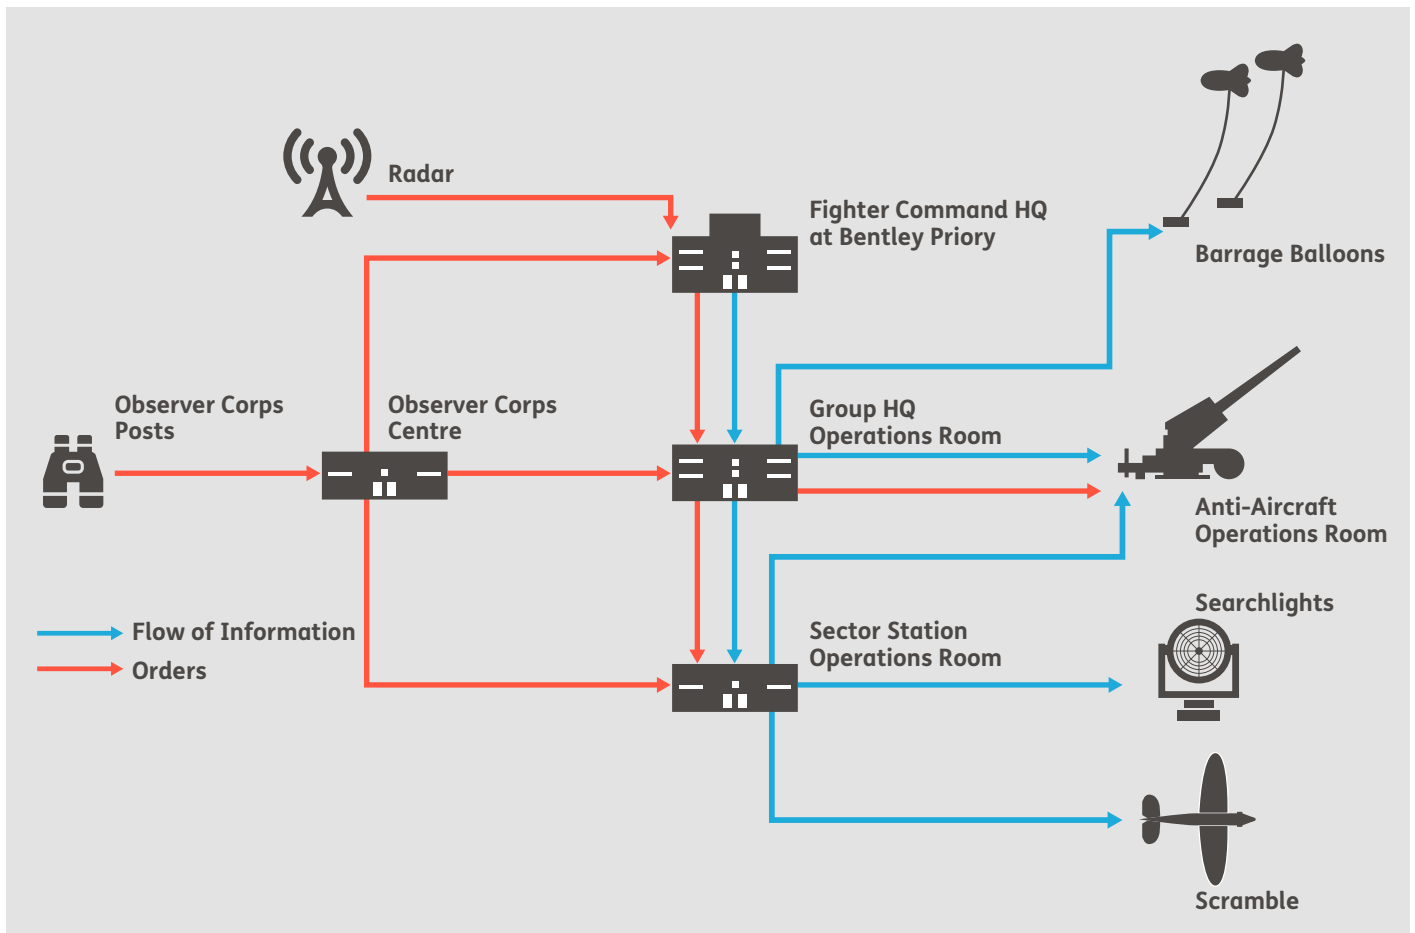 Radar
Fighter Command HQ
at Bentley Priory
Barrage Balloons
Observer Corps
Posts
Observer Corps
Centre
Group HQ
Operations Room
Anti-Aircraft
Operations Room
Searchlights
Flow of Information
Orders
Sector Station
Operations Room
Scramble